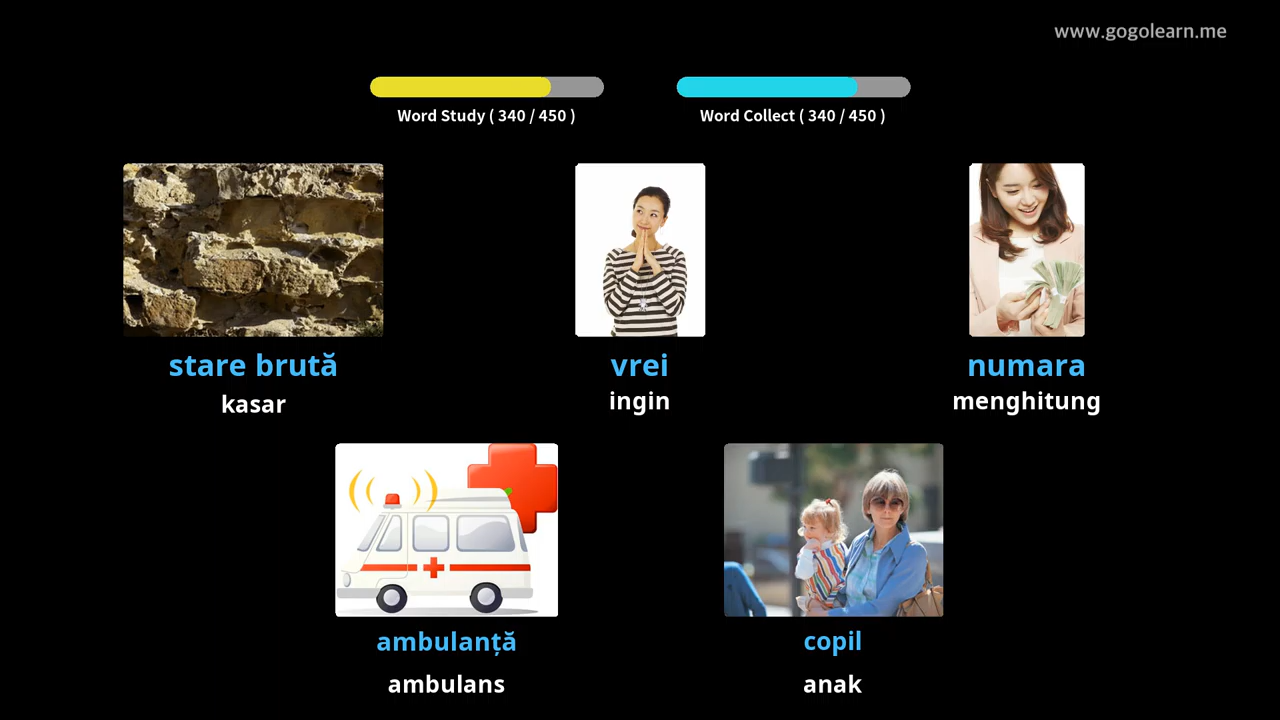 www.gogolearn.me
Word Study ( 340 / 450 )
Word Collect ( 340 / 450 )
stare brută
kasar
vrei
ingin
numara
menghitung
ambulanță
ambulans
copil
anak